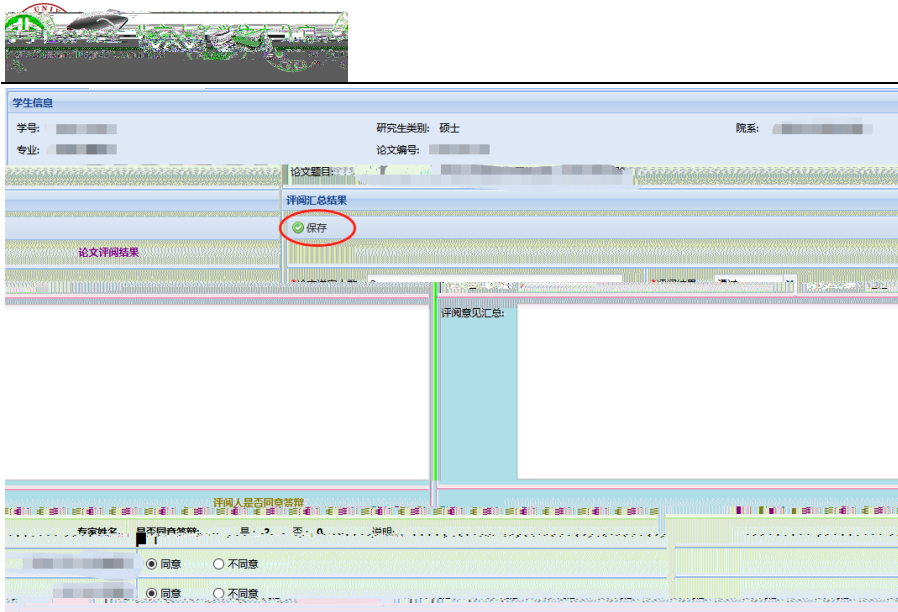 UNIV
学生信息
学号: 研究生类别: 硕士 院系:
专业: 论文编号:
论文题目:
评阅汇总结果
保存
论文评阅结果
评阅意见汇总:
评阅人是否同意答辩
专家姓名 是否同意答辩: 是: 2 否: 0 说明:
同意 不同意
同意 不同意